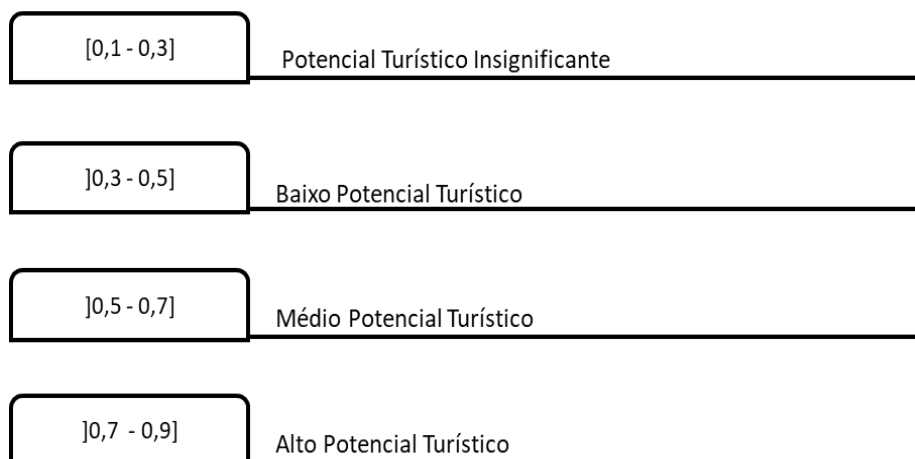 [0,1 - 0,3]
Potencial Turístico Insignificante
]0,3 - 0,5]
Baixo Potencial Turístico
]0,5 - 0,7]
Médio Potencial Turístico
]0,7 - 0,9]
Alto Potencial Turístico